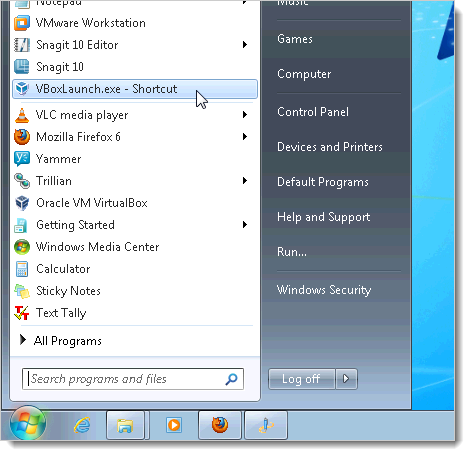 Notepad
Music
VMware Workstation
Snagit 10 Editor
Games
Snagit 10
Computer
VBoxLaunch.exe - Shortcut
VLC media player
Control Panel
Mozilla Firefox 6
Devices and Printers
Yammer
Trillian
Default Programs
Oracle VM VirtualBox
Getting Started
Help and Support
Windows Media Center
Run...
Calculator
Sticky Notes
Windows Security
Text Tally
All Programs
Search programs and files
Log off